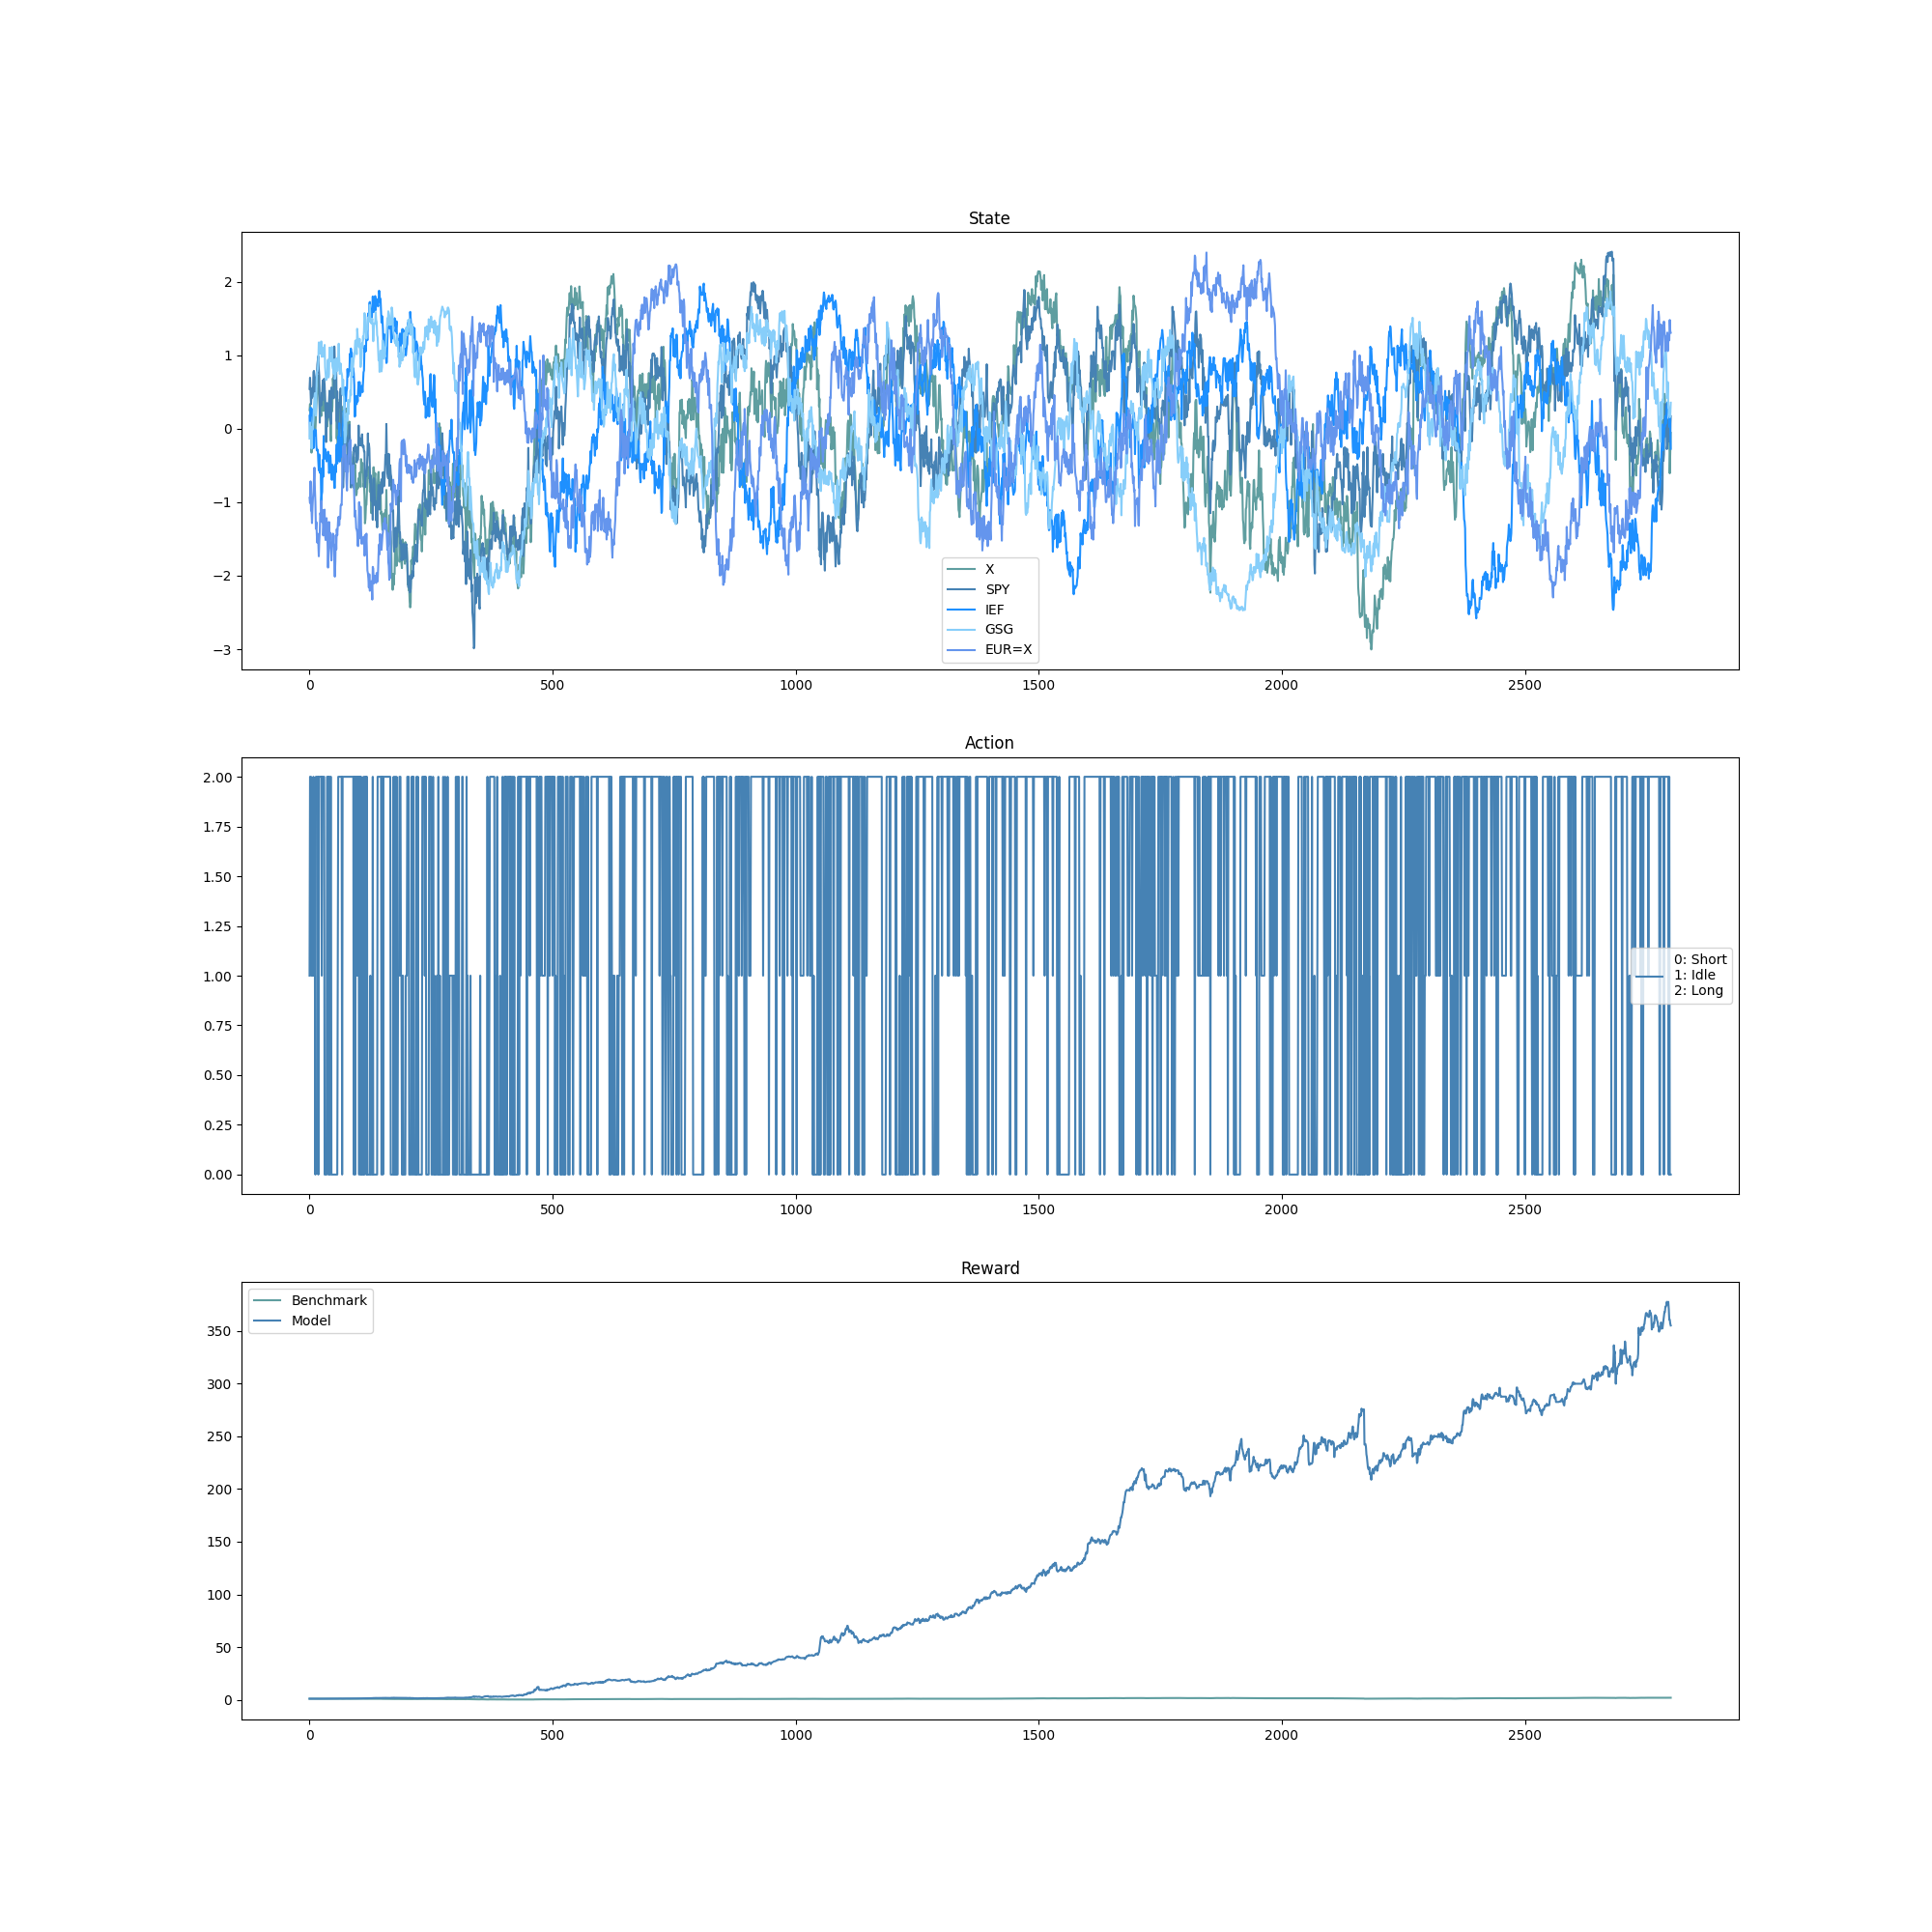 State
2
1
0
−1
−2
−3
X
SPY
IEF
GSG
EUR=X
0 500 1000 1500 2000 2500
Action
2.00
1.75
1.50
1.25
1.00
0.75
0.50
0.25
0.00
0: Short
1: Idle
2: Long
0 500 1000 1500 2000 2500
Reward
Benchmark
Model
350
300
250
200
150
100
50
0
0 500 1000 1500 2000 2500